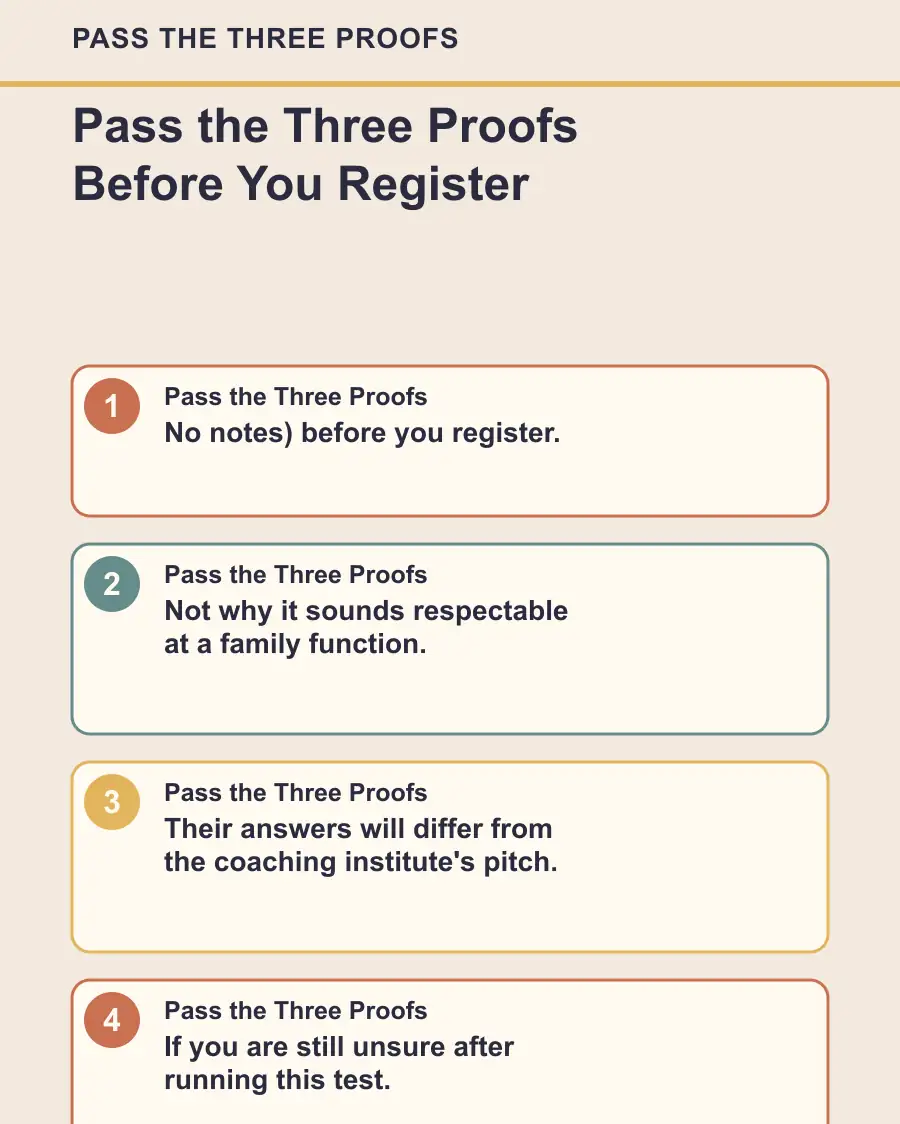 PASS THE THREE PROOFS
Pass the Three Proofs
Before You Register
1
Pass the Three Proofs
No notes) before you register.
2
Pass the Three Proofs
Not why it sounds respectable
at a family function.
3
Pass the Three Proofs
Their answers will differ from
the coaching institute's pitch.
4
Pass the Three Proofs
If you are still unsure after
running this test.